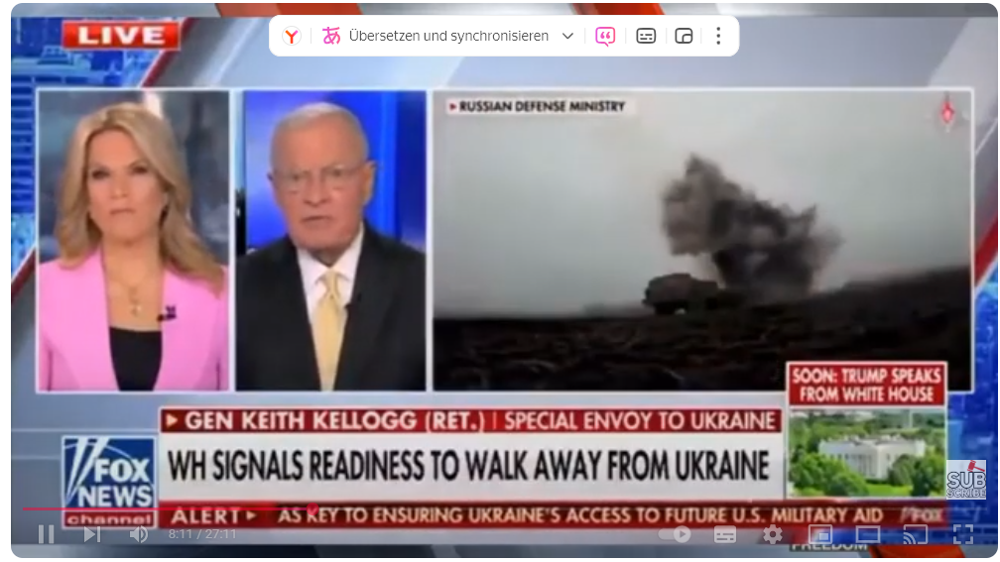 LIVE
Übersetzen und synchronisieren
RUSSIAN DEFENSE MINISTRY
SOON: TRUMP SPEAKS
FROM WHITE HOUSE
GEN KEITH KELLOGG (RET.) | SPECIAL ENVOY TO UKRAINE
WH SIGNALS READINESS TO WALK AWAY FROM UKRAINE
FOX
NEWS
channel
SUB
SCRIBE
ALERT AS KEY TO ENSURING UKRAINE'S ACCESS TO FUTURE U.S. MILITARY AID FOX
8:11 / 27:11
FREEDOM